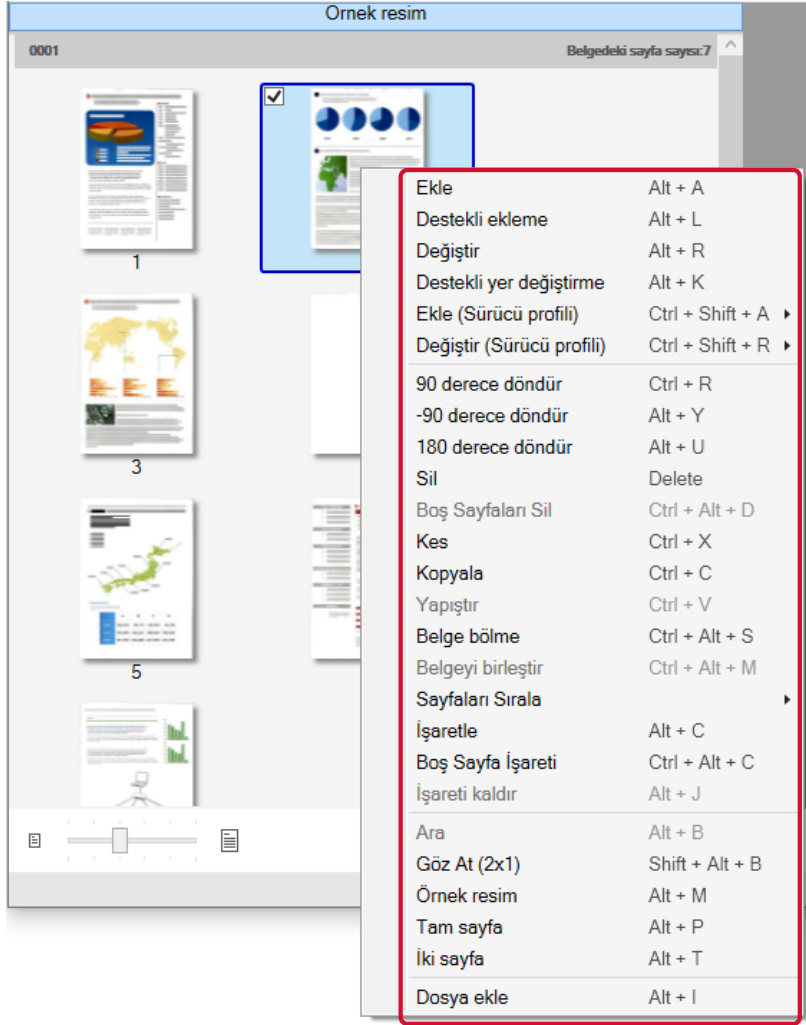 Örnek resim
0001 Belgedeki sayfa sayısı:7
1
3
5
Ekle Alt + A
Destekli ekleme Alt + L
Değiştir Alt + R
Destekli yer değiştirme Alt + K
Ekle (Sürücü profili) Ctrl + Shift + A
Değiştir (Sürücü profili) Ctrl + Shift + R
90 derece döndür Ctrl + R
-90 derece döndür Alt + Y
180 derece döndür Alt + U
Sil Delete
Boş Sayfaları Sil Ctrl + Alt + D
Kes Ctrl + X
Kopyala Ctrl + C
Yapıştır Ctrl + V
Belge bölme Ctrl + Alt + S
Belgeyi birleştir Ctrl + Alt + M
Sayfaları Sırala
İşaretle Alt + C
Boş Sayfa İşareti Ctrl + Alt + C
İşareti kaldır Alt + J
Ara Alt + B
Göz At (2x1) Shift + Alt + B
Örnek resim Alt + M
Tam sayfa Alt + P
İki sayfa Alt + T
Dosya ekle Alt + I